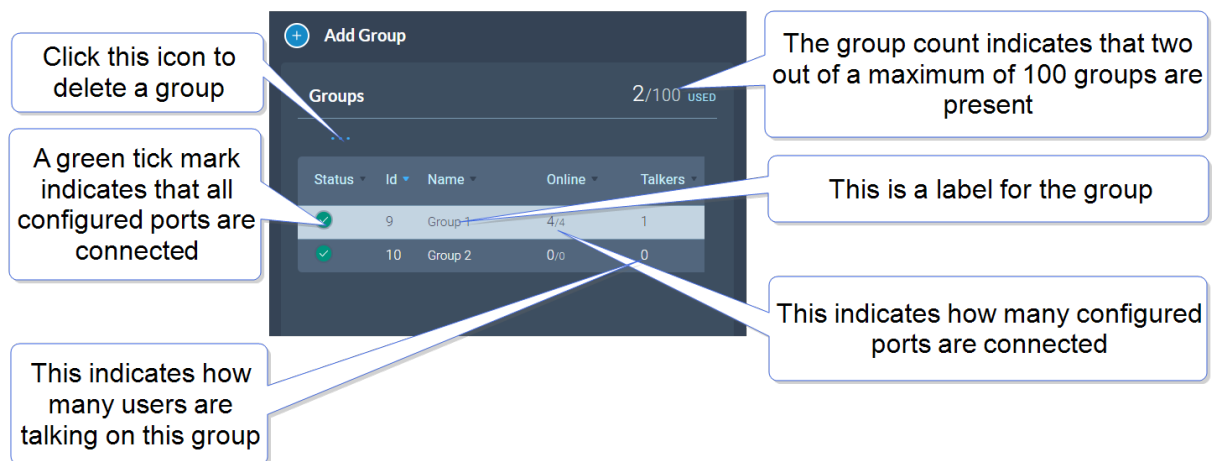 Click this icon to
delete a group
A green tick mark
indicates that all
configured ports are
connected
This indicates how
many users are
talking on this group
Add Group
Groups
2/100 USED
Status Id Name Online Talkers
9 Group 1 4/4 1
10 Group 2 0/0 0
The group count indicates that two
out of a maximum of 100 groups are
present
This is a label for the group
This indicates how many configured
ports are connected